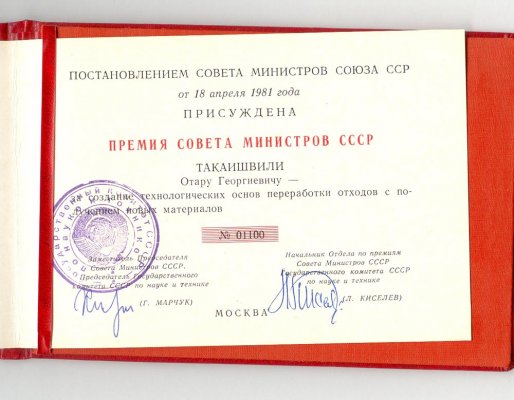 ПОСТАНОВЛЕНИЕМ СОВЕТА МИНИСТРОВ СОЮЗА ССР
от 18 апреля 1981 года
ПРИСУЖДЕНА
ПРЕМИЯ СОВЕТА МИНИСТРОВ СССР
ТАКАИШВИЛИ
Отару Георгиевичу —
за создание технологических основ переработки отходов с по-
лучением новых материалов
№ 01100
Заместитель Председателя
Совета Министров СССР,
Председатель Государственного
комитета СССР по науке и технике
(Г. МАРЧУК)
Начальник Отдела по премиям
Совета Министров СССР
Государственного комитета СССР
по науке и технике
(Л. КИСЕЛЕВ)
МОСКВА